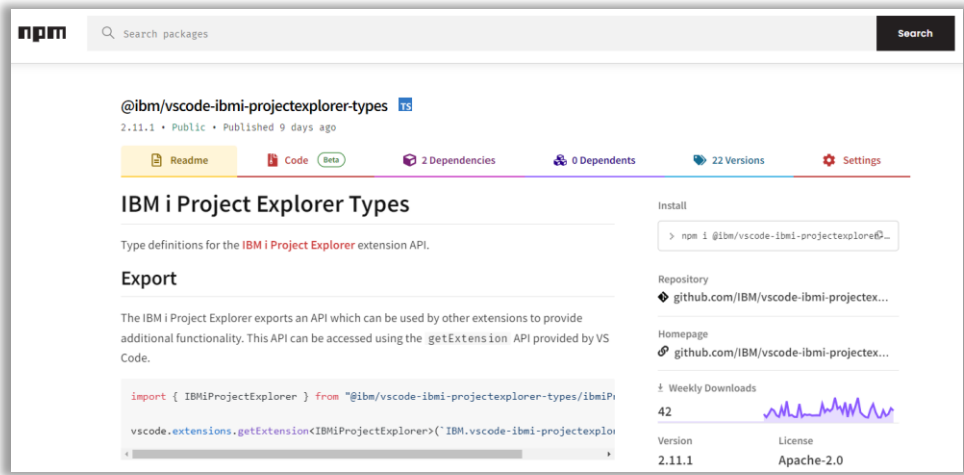 npm
Search packages
Search
@ibm/vscode-ibmi-projectexplorer-types TS
2.11.1 • Public • Published 9 days ago
Readme
Code Beta
2 Dependencies
0 Dependents
22 Versions
Settings
IBM i Project Explorer Types
Type definitions for the IBM i Project Explorer extension API.
Export
The IBM i Project Explorer exports an API which can be used by other extensions to provide
additional functionality. This API can be accessed using the getExtension API provided by VS
Code.
import { IBMiProjectExplorer } from "@ibm/vscode-ibmi-projectexplorer-types/ibmiPr
vscode.extensions.getExtension<IBMiProjectExplorer>(`IBM.vscode-ibmi-projectexplor
Install
> npm i @ibm/vscode-ibmi-projectexplore…
Repository
github.com/IBM/vscode-ibmi-projectex...
Homepage
github.com/IBM/vscode-ibmi-projectex...
Weekly Downloads
42
Version
2.11.1
License
Apache-2.0